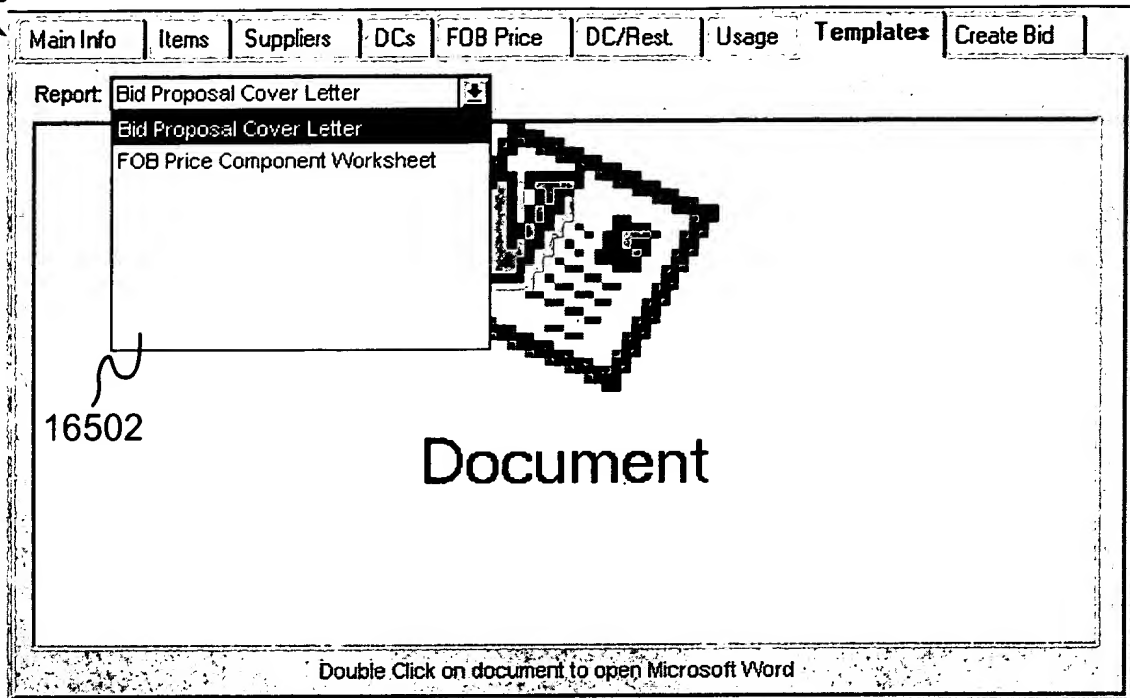 Main Info Items Suppliers DCs FOB Price DC/Rest. Usage Templates Create Bid
Report: Bid Proposal Cover Letter
Bid Proposal Cover Letter
FOB Price Component Worksheet
16502
Document
Double Click on document to open Microsoft Word